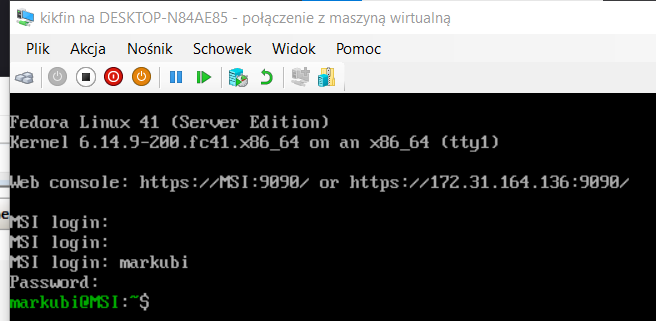 kikfin na DESKTOP-N84AE85 - połączenie z maszyną wirtualną
Plik Akcja Nośnik Schowek Widok Pomoc
Fedora Linux 41 (Server Edition)
Kernel 6.14.9-200.fc41.x86_64 on an x86_64 (tty1)
Web console: https://MSI:9090/ or https://172.31.164.136:9090/
MSI login:
MSI login:
MSI login: markubi
Password:
markubi@MSI:~$